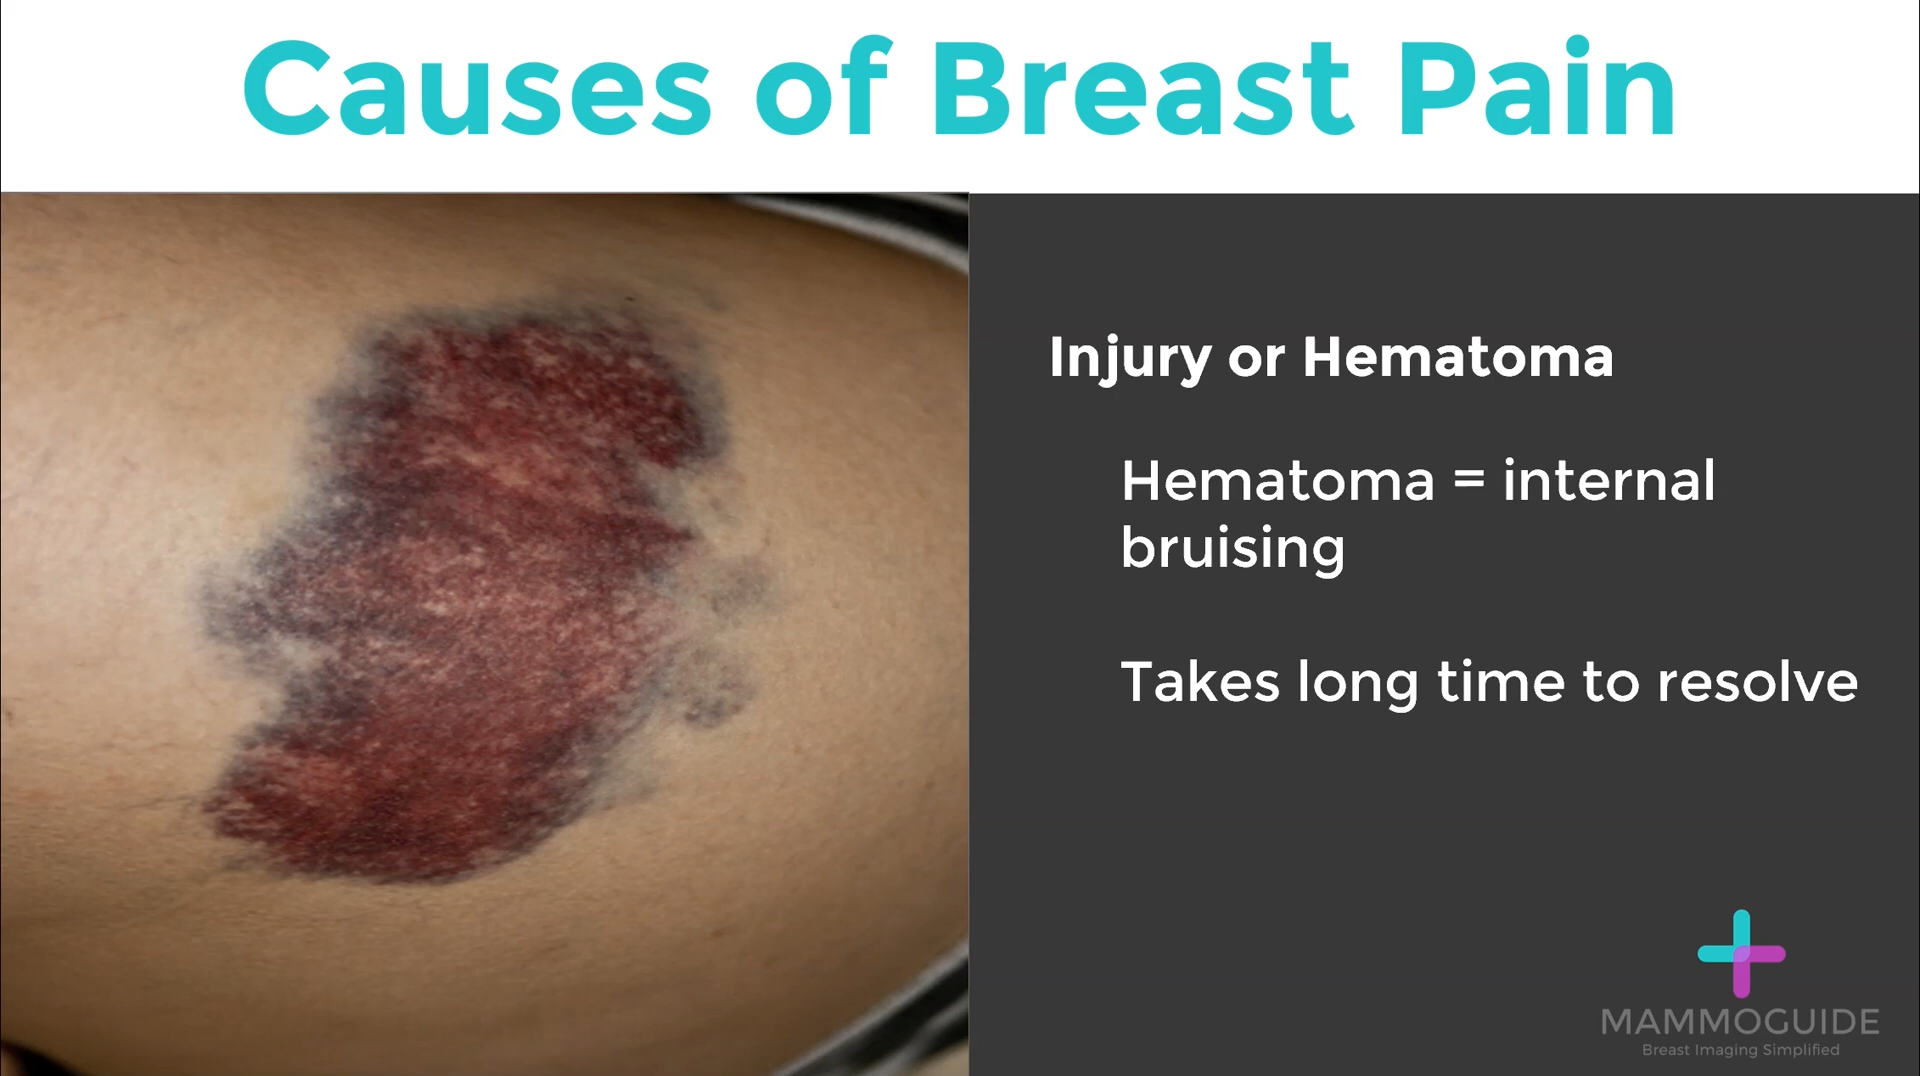 Causes of Breast Pain
Injury or Hematoma
Hematoma = internal
bruising
Takes long time to resolve
MAMMOGUIDE
Breast Imaging Simplified